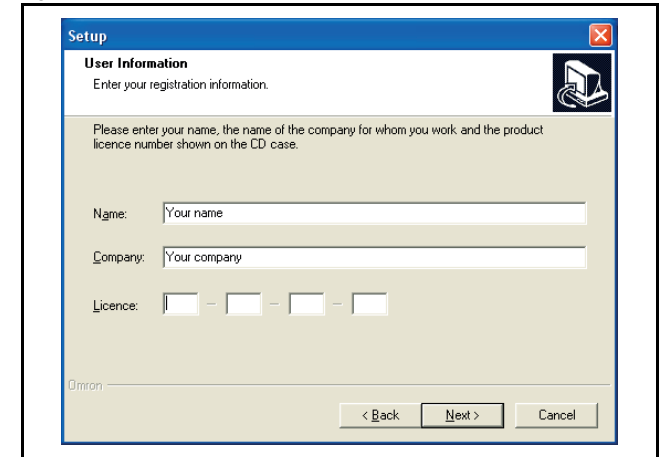 Setup
User Information
Enter your registration information.
Please enter your name, the name of the company for whom you work and the product
licence number shown on the CD case.
Name: Your name
Company: Your company
Licence: – – –
Omron
< Back Next > Cancel